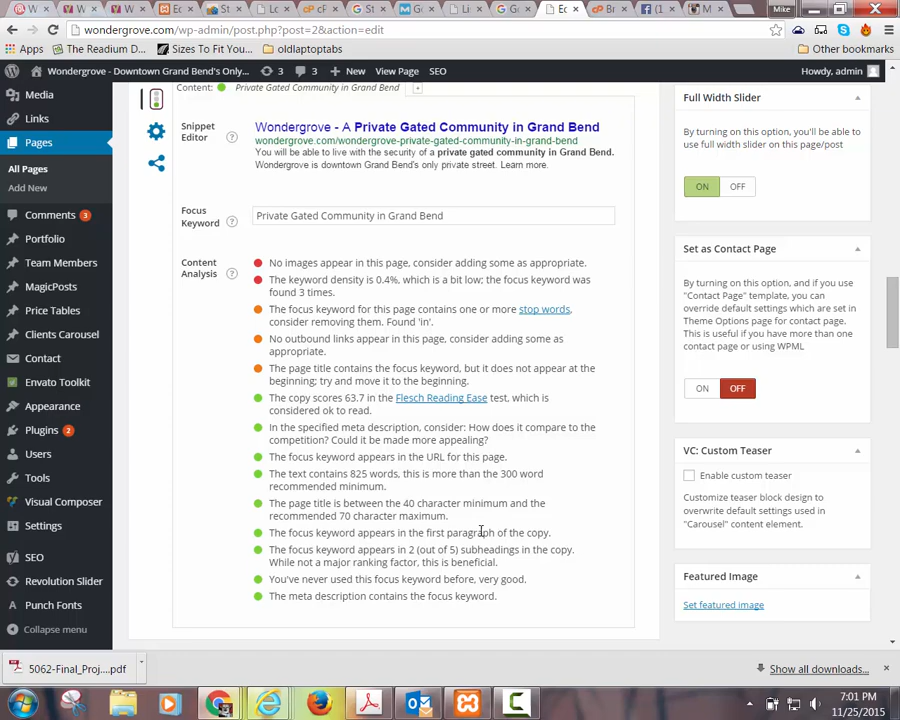 Mike
wondergrove.com/wp-admin/post.php?post=2&action=edit
Apps
The Readium D...
Sizes To Fit You...
oldlaptoptabs
Other bookmarks
Wondergrove - Downtown Grand Bend's Only...
3
3
New
View Page
SEO
Howdy, admin
Media
Links
Pages
All Pages
Add New
Comments 3
Portfolio
Team Members
MagicPosts
Price Tables
Clients Carousel
Contact
Envato Toolkit
Appearance
Plugins 2
Users
Tools
Visual Composer
Settings
SEO
Revolution Slider
Punch Fonts
Collapse menu
Content: Private Gated Community in Grand Bend
Snippet
Editor
Wondergrove - A Private Gated Community in Grand Bend
wondergrove.com/wondergrove-private-gated-community-in-grand-bend
You will be able to live with the security of a private gated community in Grand Bend.
Wondergrove is downtown Grand Bend's only private street. Learn more.
Focus
Keyword
Private Gated Community in Grand Bend
Content
Analysis
No images appear in this page, consider adding some as appropriate.
The keyword density is 0.4%, which is a bit low; the focus keyword was
found 3 times.
The focus keyword for this page contains one or more stop words,
consider removing them. Found 'in'.
No outbound links appear in this page, consider adding some as
appropriate.
The page title contains the focus keyword, but it does not appear at the
beginning; try and move it to the beginning.
The copy scores 63.7 in the Flesch Reading Ease test, which is
considered ok to read.
In the specified meta description, consider: How does it compare to the
competition? Could it be made more appealing?
The focus keyword appears in the URL for this page.
The text contains 825 words, this is more than the 300 word
recommended minimum.
The page title is between the 40 character minimum and the
recommended 70 character maximum.
The focus keyword appears in the first paragraph of the copy.
The focus keyword appears in 2 (out of 5) subheadings in the copy.
While not a major ranking factor, this is beneficial.
You've never used this focus keyword before, very good.
The meta description contains the focus keyword.
Full Width Slider
By turning on this option, you'll be able to
use full width slider on this page/post
ON OFF
Set as Contact Page
By turning on this option, and if you use
"Contact Page" template, you can
override default settings which are set in
Theme Options page for contact page.
This is useful if you have more than one
contact page or using WPML
ON OFF
VC: Custom Teaser
Enable custom teaser
Customize teaser block design to
overwrite default settings used in
"Carousel" content element.
Featured Image
Set featured image
5062-Final_Proj....pdf
Show all downloads...
7:01 PM
11/25/2015